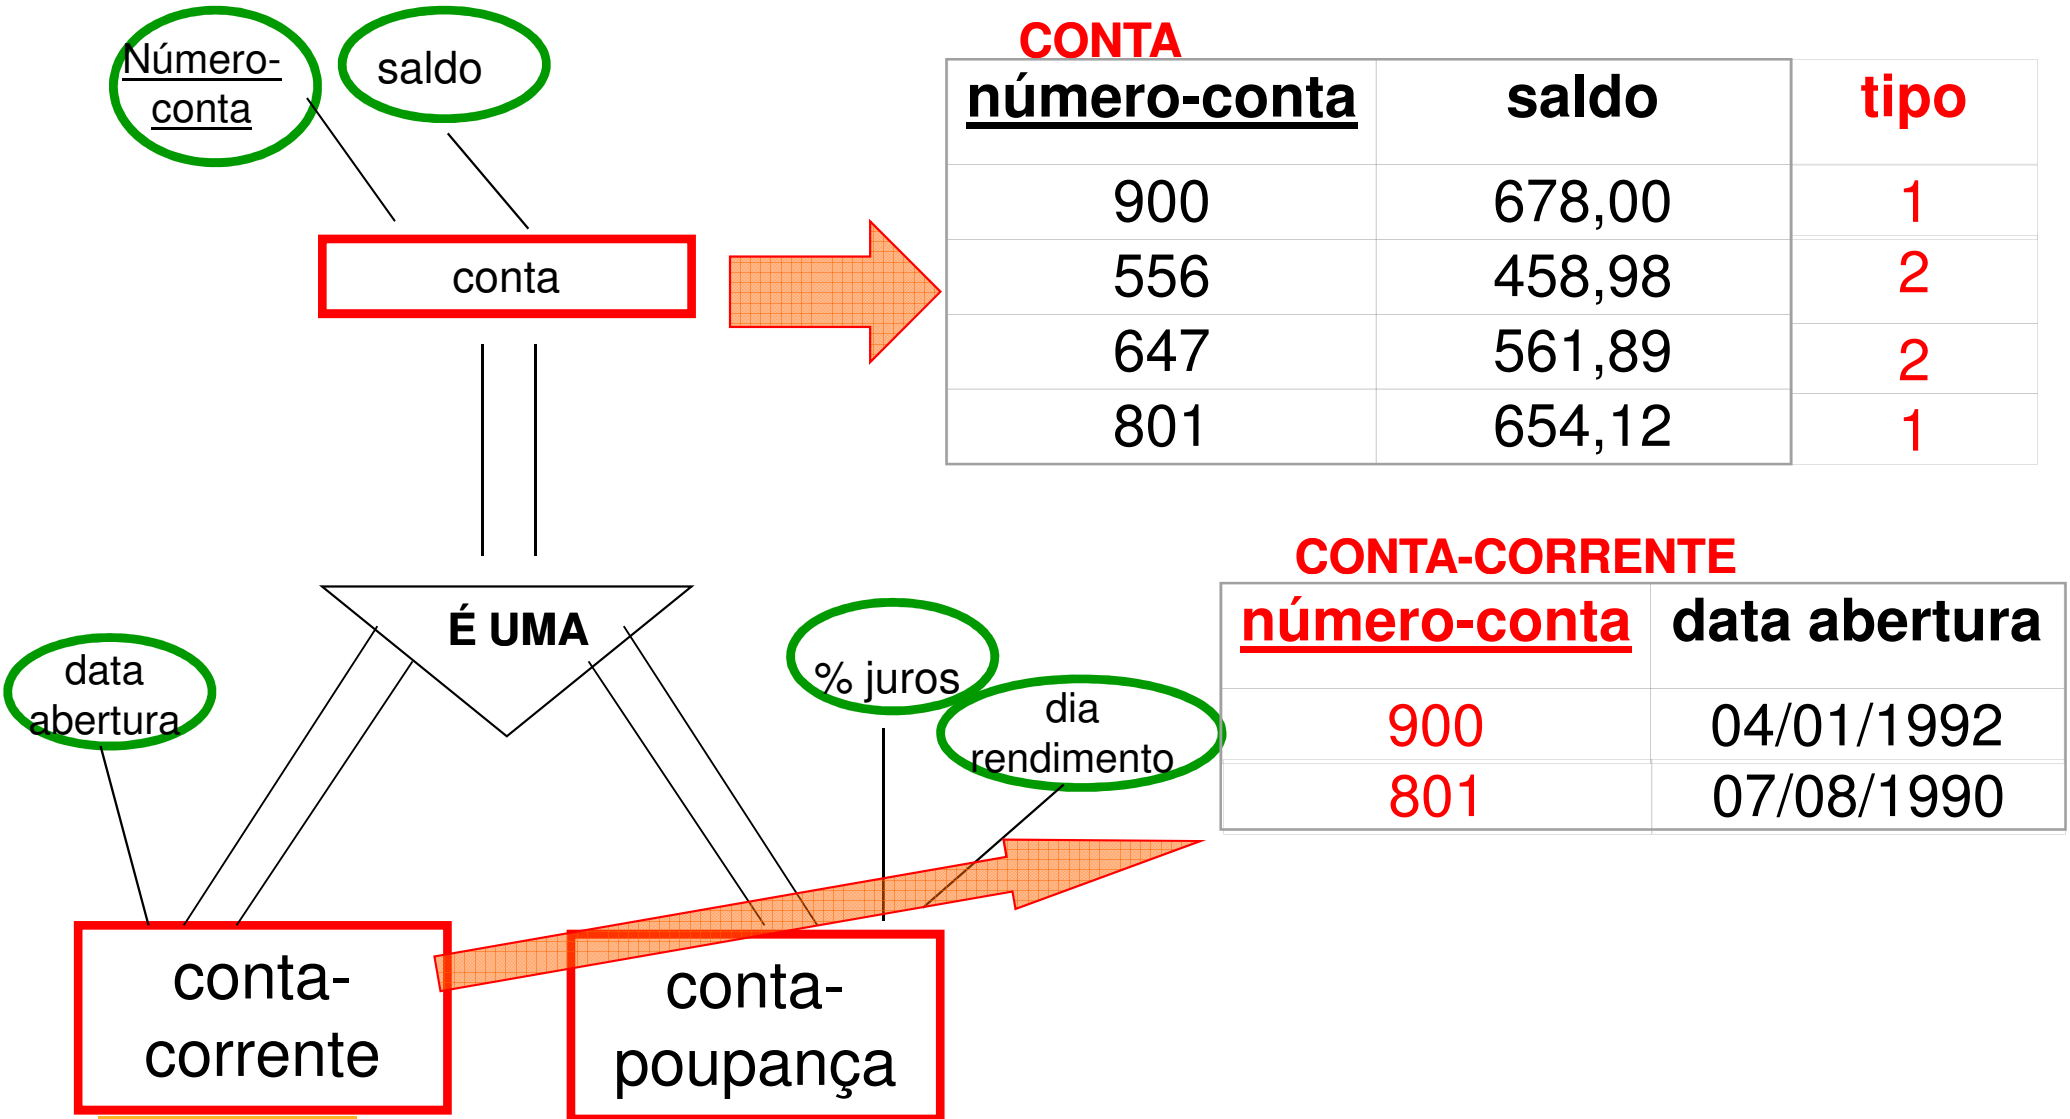 Número-
conta
saldo
conta
É UMA
data
abertura
% juros
dia
rendimento
conta-
corrente
conta-
poupança
CONTA
número-conta saldo tipo
900 678,00 1
556 458,98 2
647 561,89 2
801 654,12 1
CONTA-CORRENTE
número-conta data abertura
900 04/01/1992
801 07/08/1990